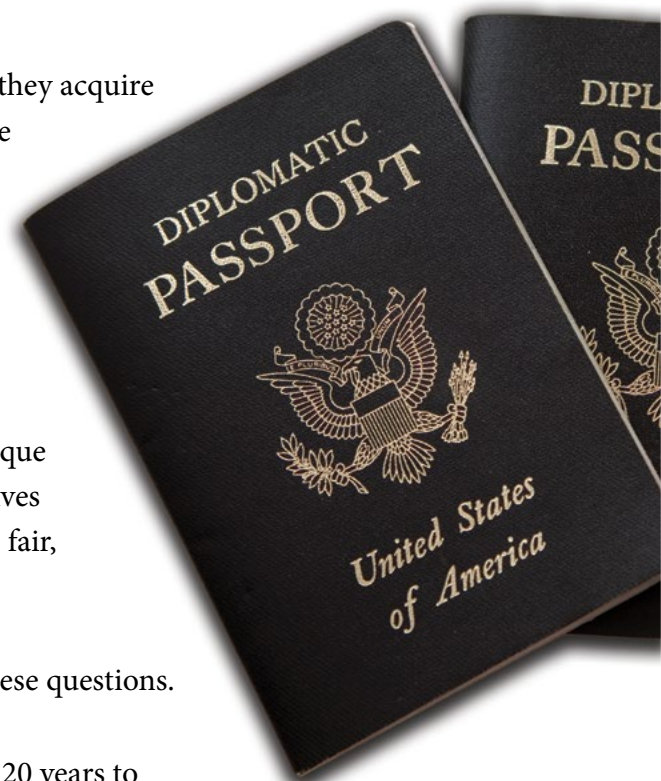 they acquire
e
DIPLOMATIC
PASSPORT
DIPL
PASS
que
ves
fair,
United States
of America
ese questions.
20 years to